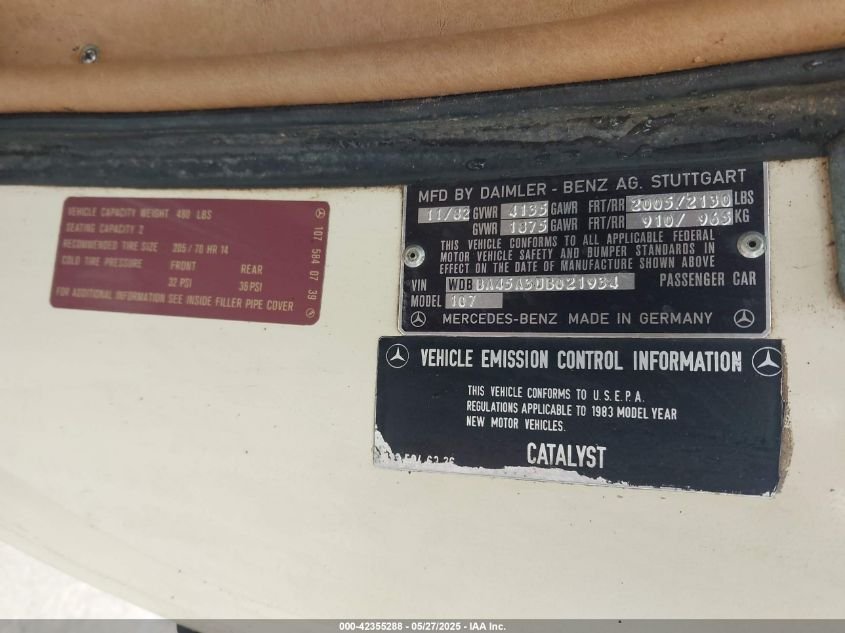 VEHICLE CAPACITY WEIGHT 480 LBS
SEATING CAPACITY 2
RECOMMENDED TIRE SIZE 205 / 70 HR 14
COLD TIRE PRESSURE FRONT REAR
32 PSI 36 PSI
FOR ADDITIONAL INFORMATION SEE INSIDE FILLER PIPE COVER
107 584 07 39
MFD BY DAIMLER - BENZ AG. STUTTGART
11/82 GVWR 4135 GAWR FRT/RR 2005/2130 LBS
GVWR 1875 GAWR FRT/RR 910/ 965 KG
THIS VEHICLE CONFORMS TO ALL APPLICABLE FEDERAL
MOTOR VEHICLE SAFETY AND BUMPER STANDARDS IN
EFFECT ON THE DATE OF MANUFACTURE SHOWN ABOVE
VIN WDBBA45A3DB021934 PASSENGER CAR
MODEL 107
MERCEDES-BENZ MADE IN GERMANY
VEHICLE EMISSION CONTROL INFORMATION
THIS VEHICLE CONFORMS TO U.S.E.P.A.
REGULATIONS APPLICABLE TO 1983 MODEL YEAR
NEW MOTOR VEHICLES.
CATALYST
000-42355288 - 05/27/2025 - IAA Inc.